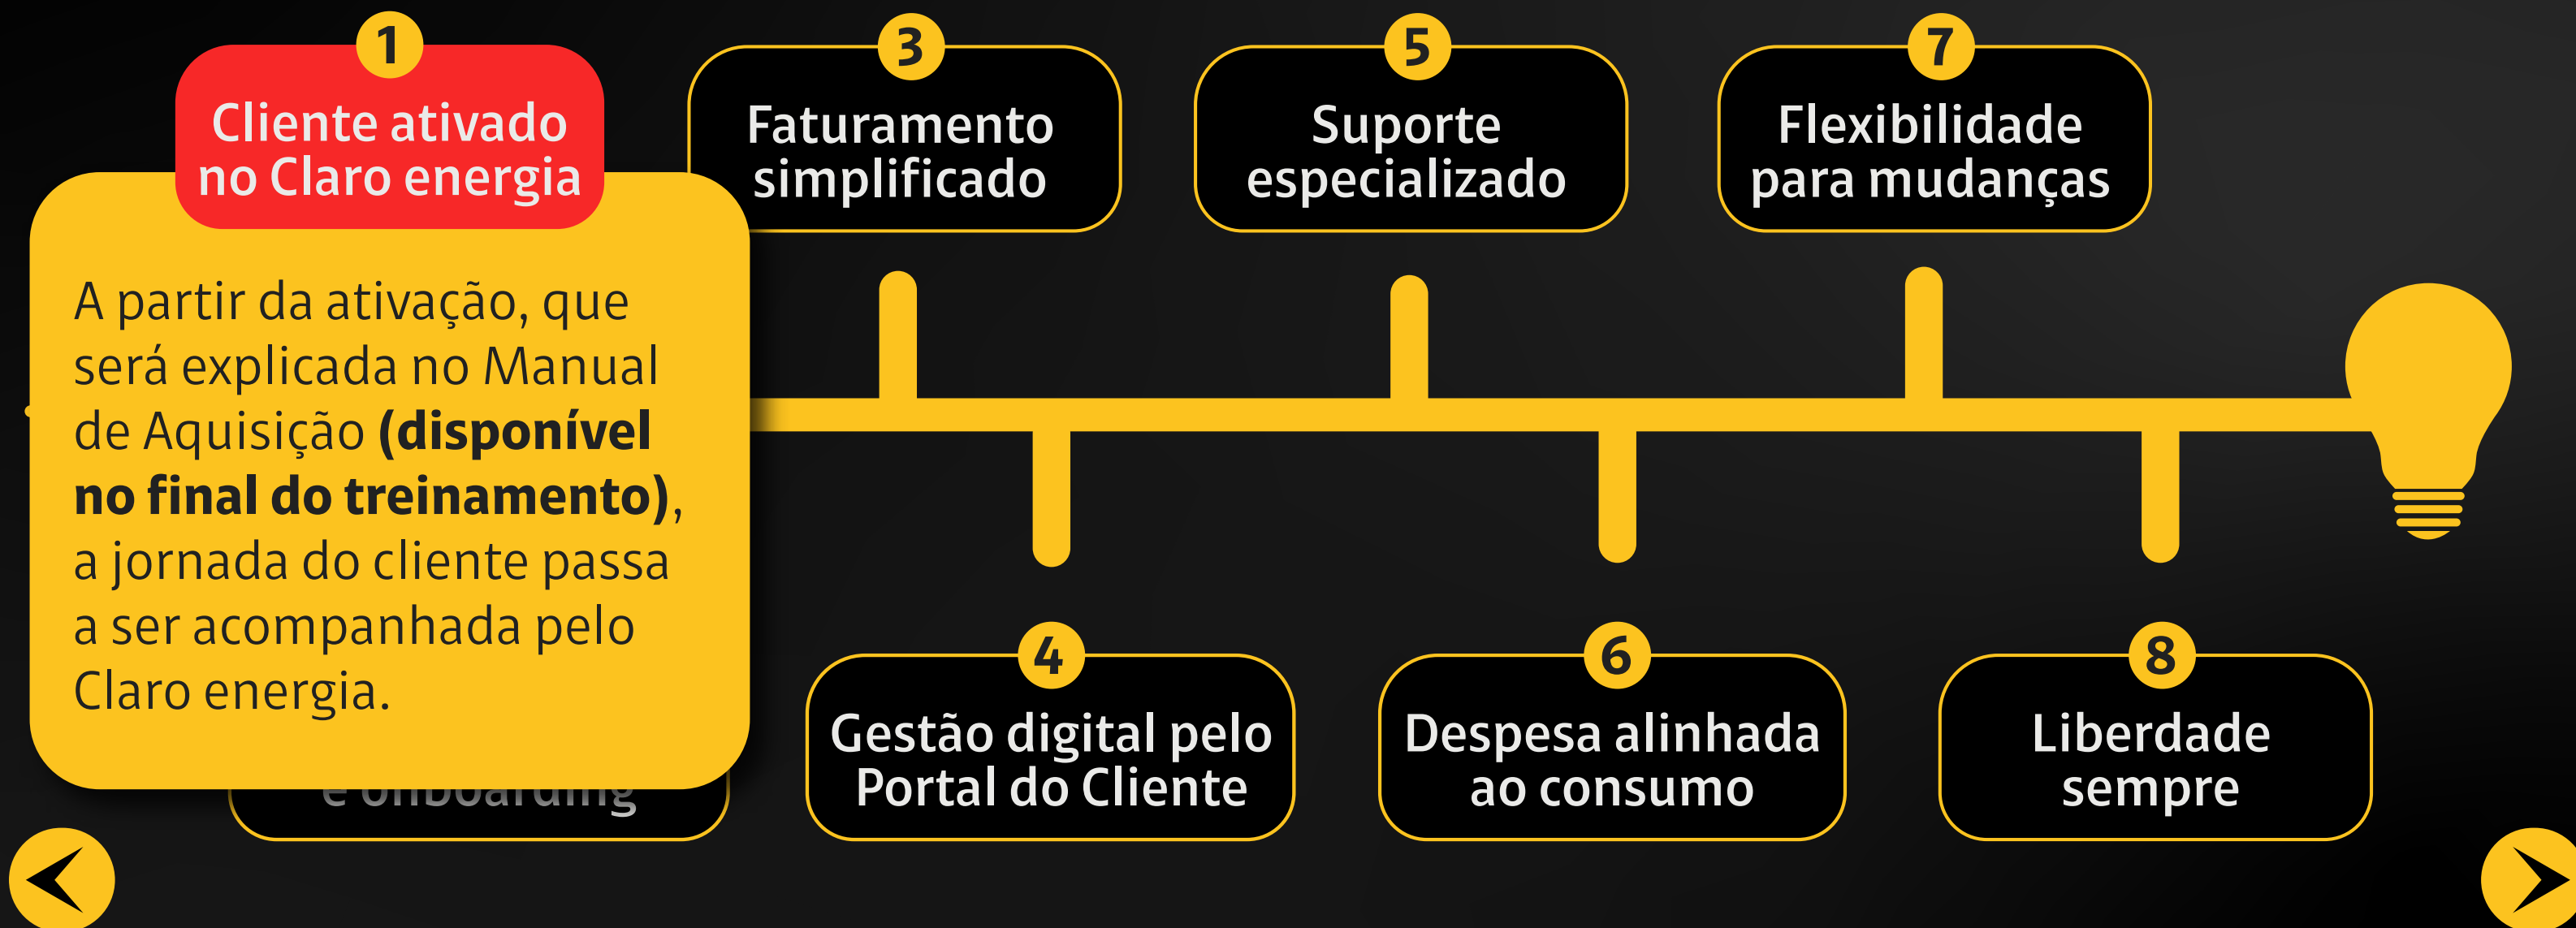 1
Cliente ativado
no Claro energia
A partir da ativação, que
será explicada no Manual
de Aquisição (disponível
no final do treinamento),
a jornada do cliente passa
a ser acompanhada pelo
Claro energia.
e onboarding
3
Faturamento
simplificado
4
Gestão digital pelo
Portal do Cliente
5
Suporte
especializado
6
Despesa alinhada
ao consumo
7
Flexibilidade
para mudanças
8
Liberdade
sempre